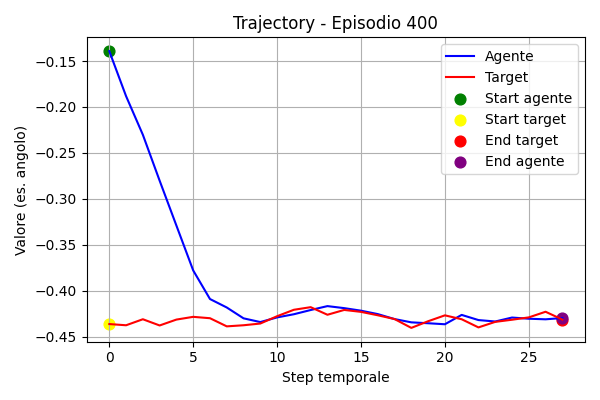 Trajectory - Episodio 400
Agente
Target
Start agente
Start target
End target
End agente
Valore (es. angolo)
−0.15
−0.20
−0.25
−0.30
−0.35
−0.40
−0.45
0 5 10 15 20 25
Step temporale